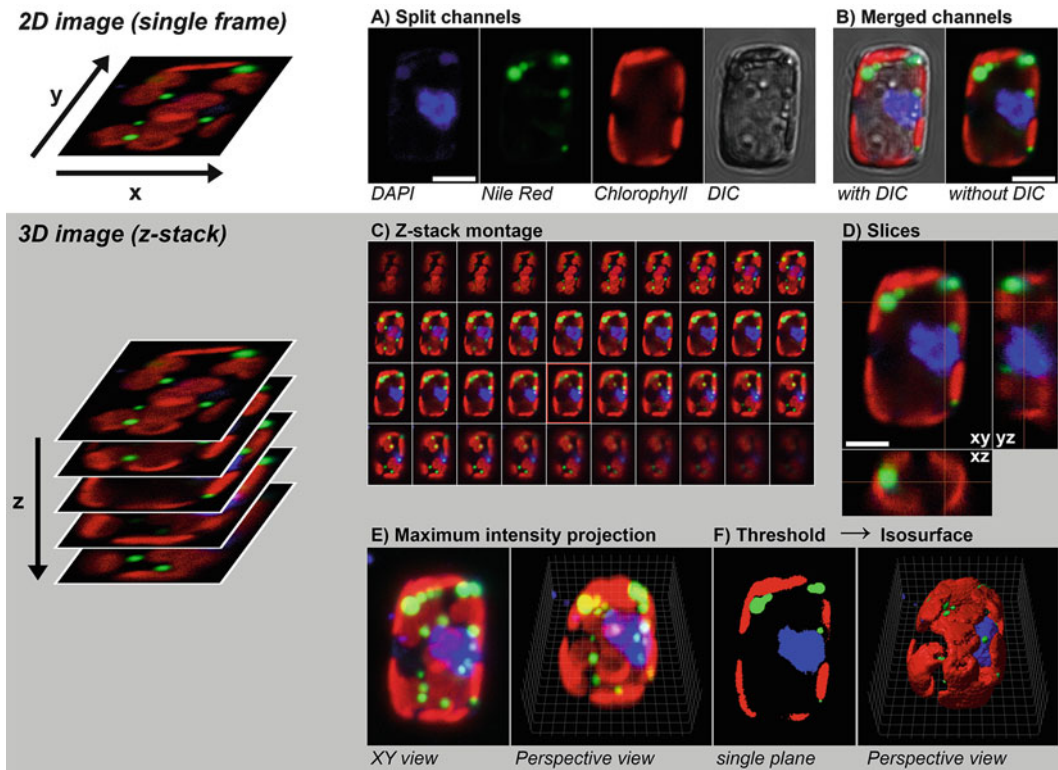 2D image (single frame)
y
x
A) Split channels
DAPI
Nile Red
Chlorophyll
DIC
B) Merged channels
with DIC
without DIC
3D image (z-stack)
z
C) Z-stack montage
D) Slices
xy
yz
xz
E) Maximum intensity projection
XY view
Perspective view
F) Threshold → Isosurface
single plane
Perspective view